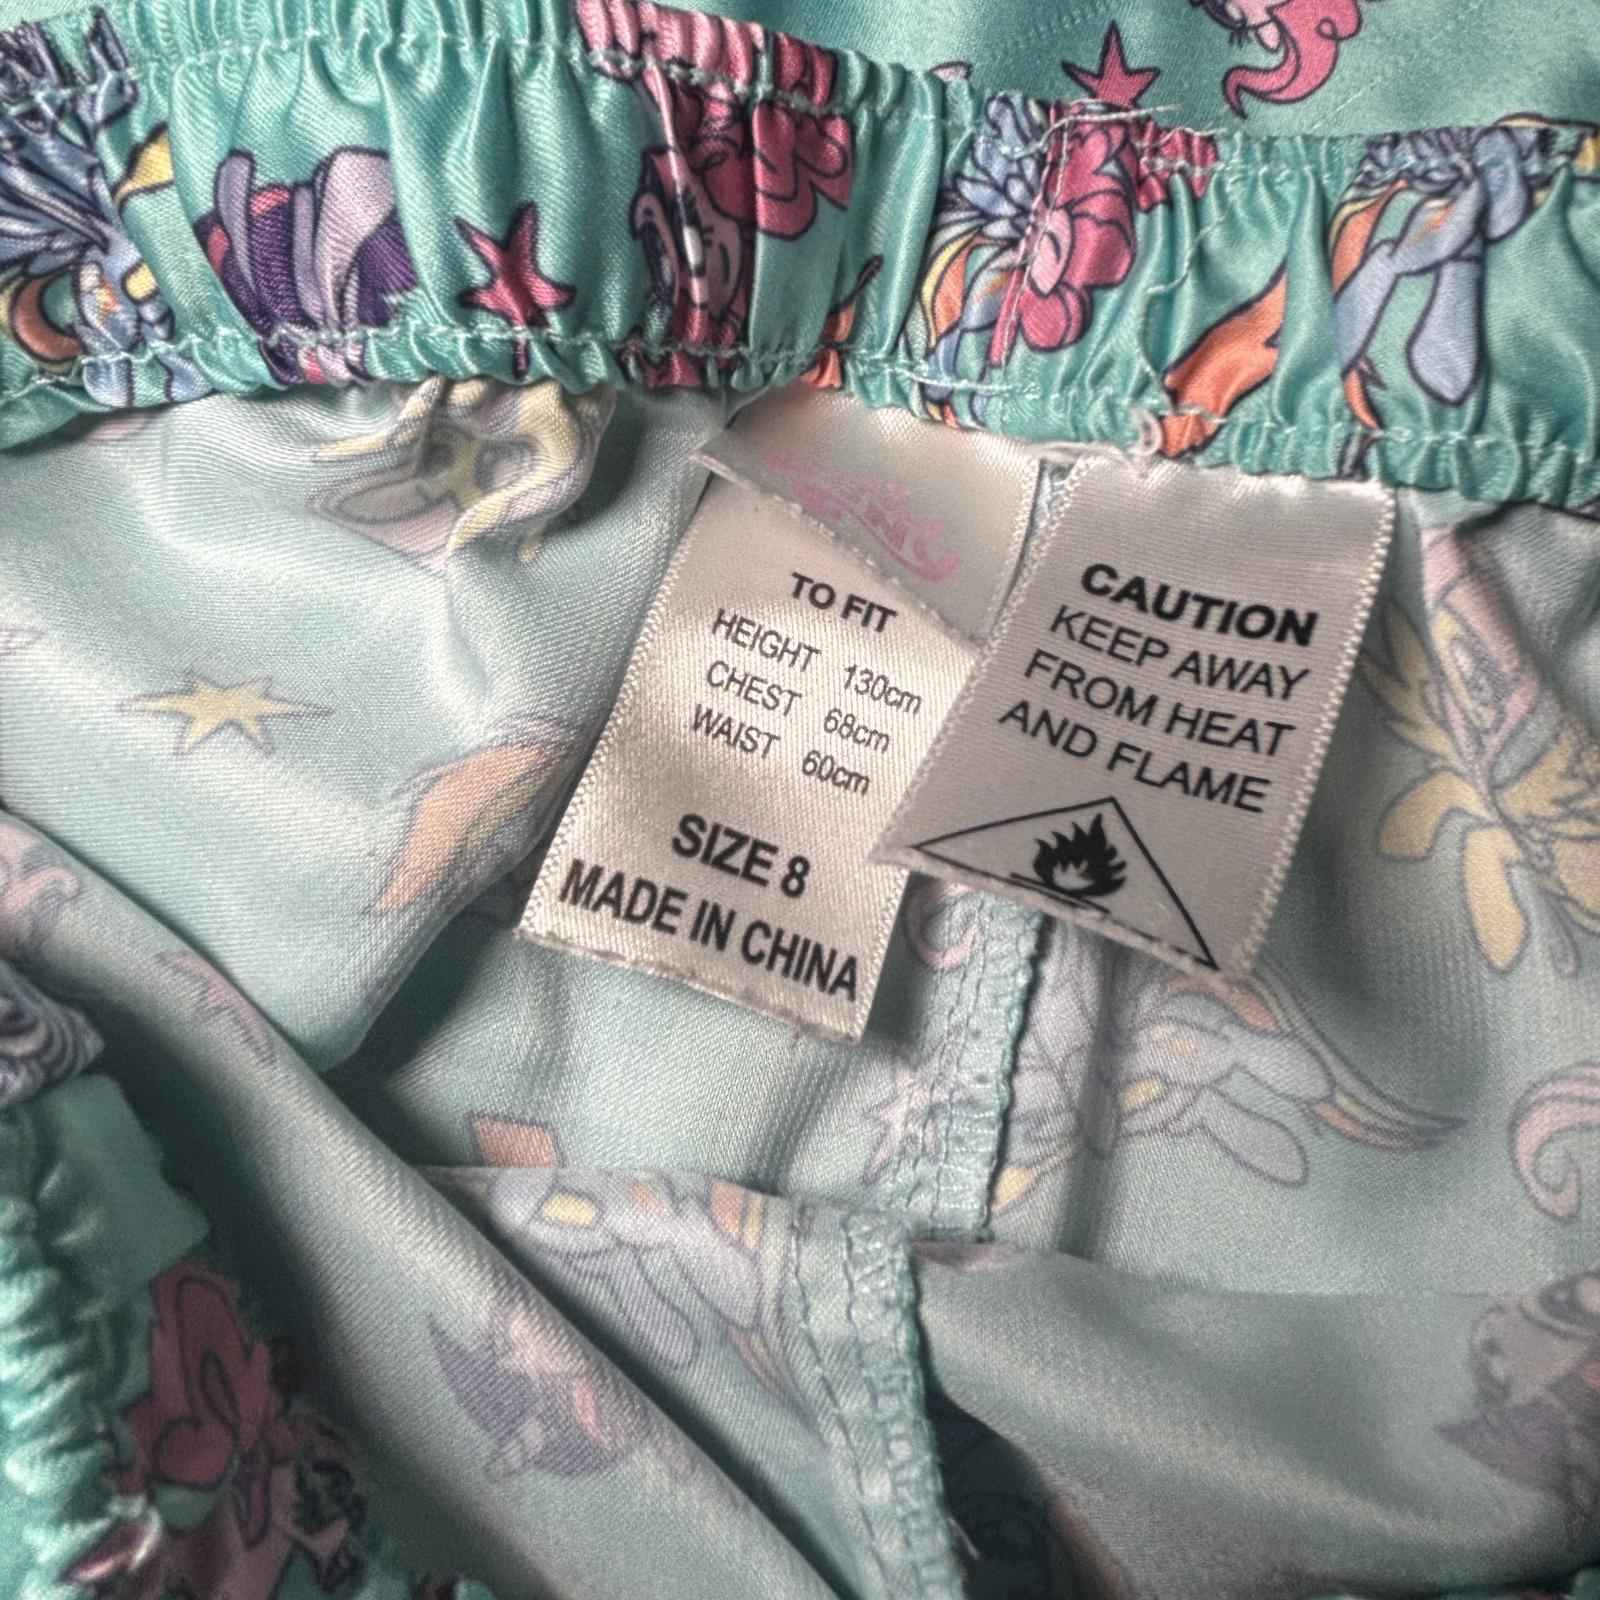 TO FIT
HEIGHT 130cm
CHEST 68cm
WAIST 60cm
SIZE 8
MADE IN CHINA
CAUTION
KEEP AWAY
FROM HEAT
AND FLAME